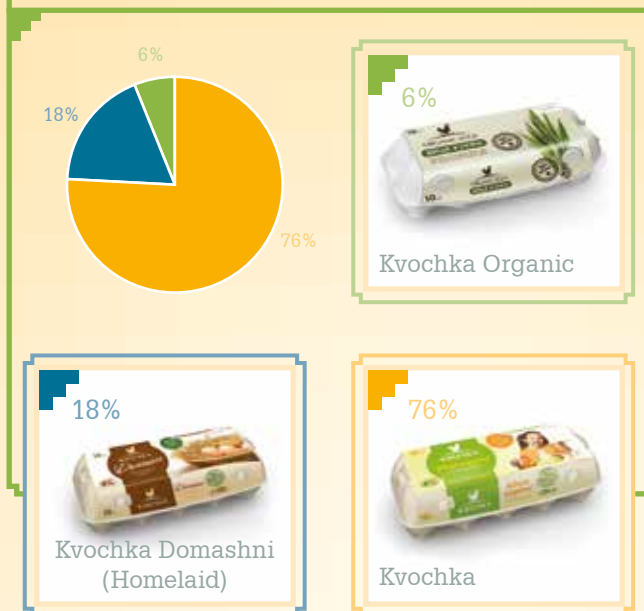 6%
18%
76%
6%
Kvochka Organic
18%
Kvochka Domashni
(Homelaid)
76%
Kvochka